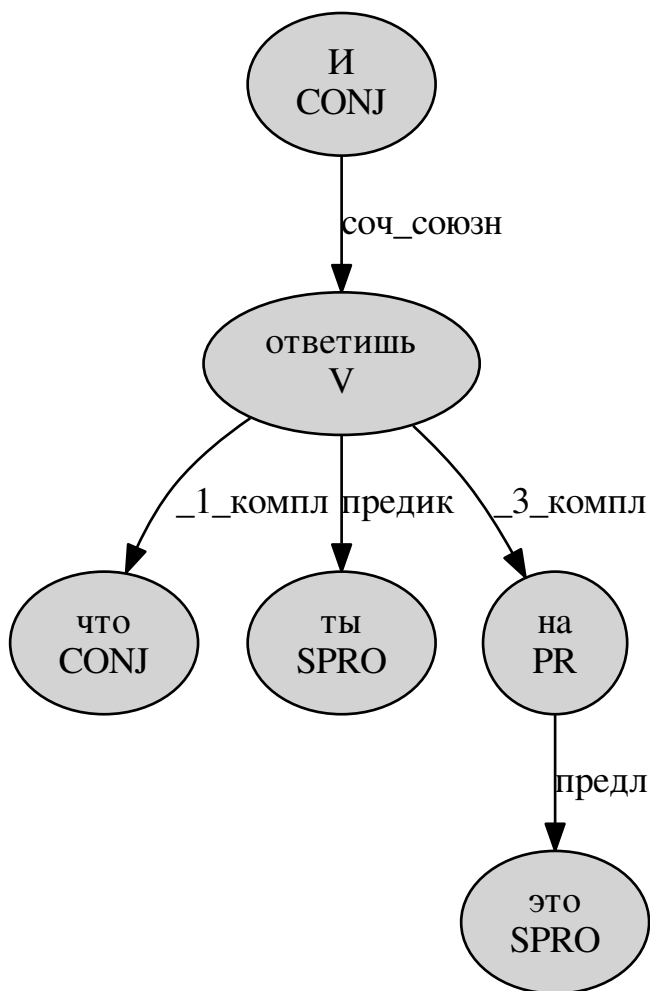 И
CONJ
соч_союзн
ответишь
V
_1_компл
предик
_3_компл
что
CONJ
ты
SPRO
на
PR
предл
это
SPRO